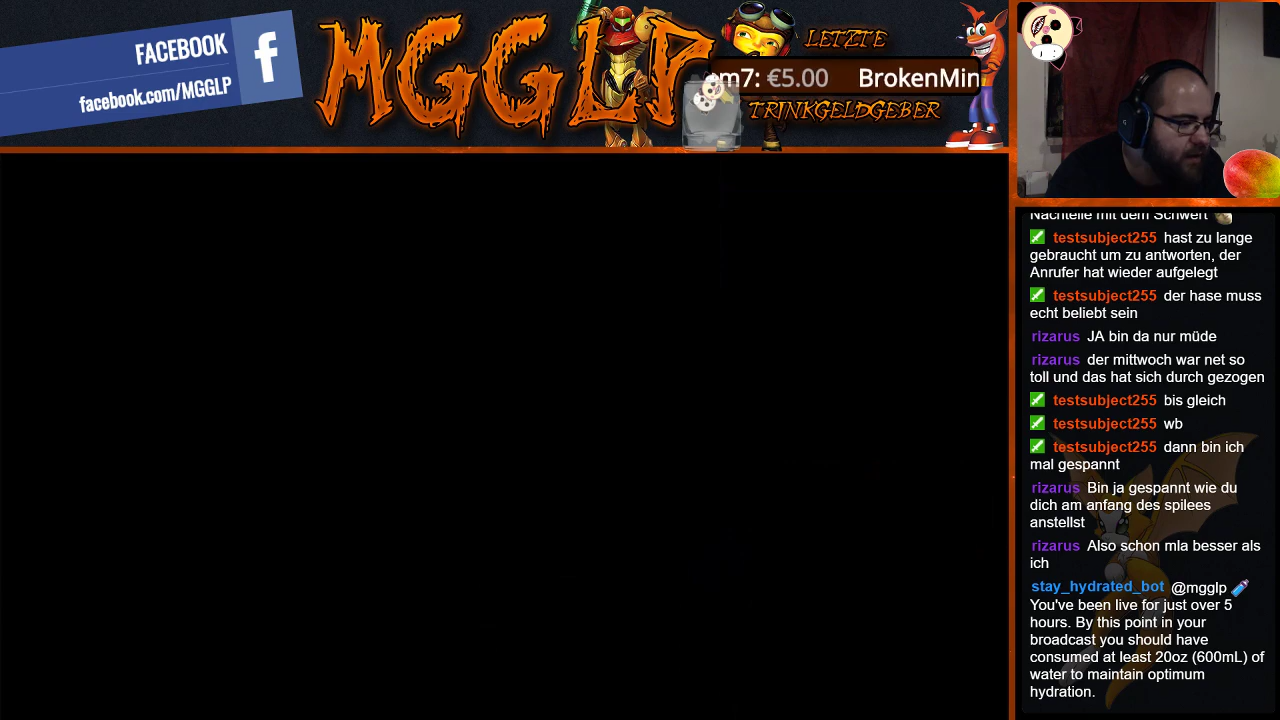 FACEBOOK
facebook.com/MGGLP
MGGLP
LETZTE
em7: €5.00 BrokenMin
TRINKGELDGEBER
Nachteile mit dem Schwert
testsubject255 hast zu lange
gebraucht um zu antworten, der
Anrufer hat wieder aufgelegt
testsubject255 der hase muss
echt beliebt sein
rizarus JA bin da nur müde
rizarus der mittwoch war net so
toll und das hat sich durch gezogen
testsubject255 bis gleich
testsubject255 wb
testsubject255 dann bin ich
mal gespannt
rizarus Bin ja gespannt wie du
dich am anfang des spilees
anstellst
rizarus Also schon mla besser als
ich
stay_hydrated_bot @mgglp
You've been live for just over 5
hours. By this point in your
broadcast you should have
consumed at least 20oz (600mL) of
water to maintain optimum
hydration.